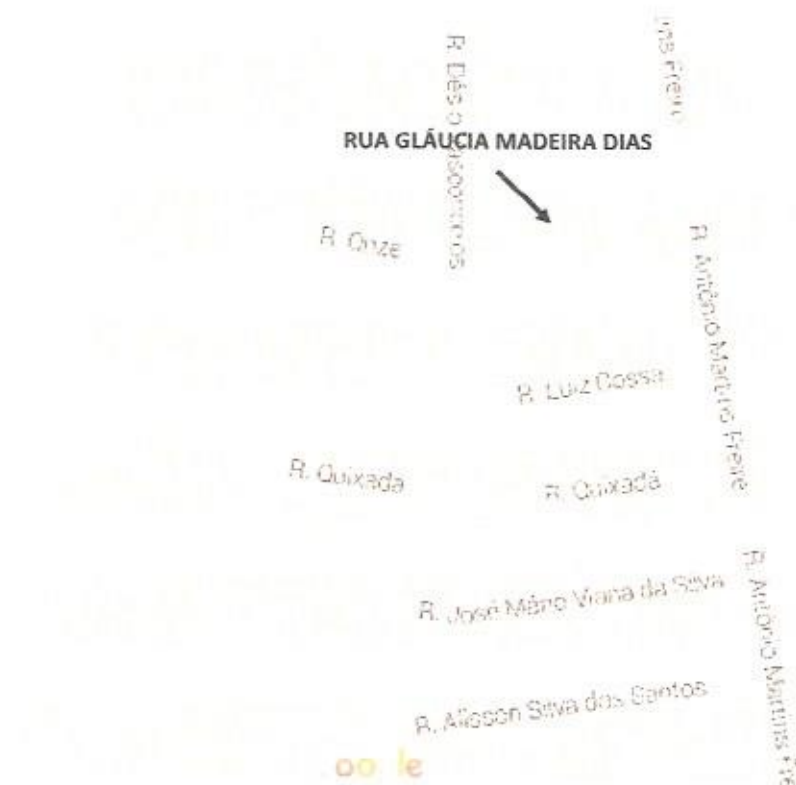 RUA GLÁUCIA MADEIRA DIAS
R. Onze
R. Antônio Martins Freire
R. Luiz Cossa
R. Quixadá
R. Quixadá
R. José Mário Viana da Silva
R. Antônio Martins
R. Alisson Silva dos Santos